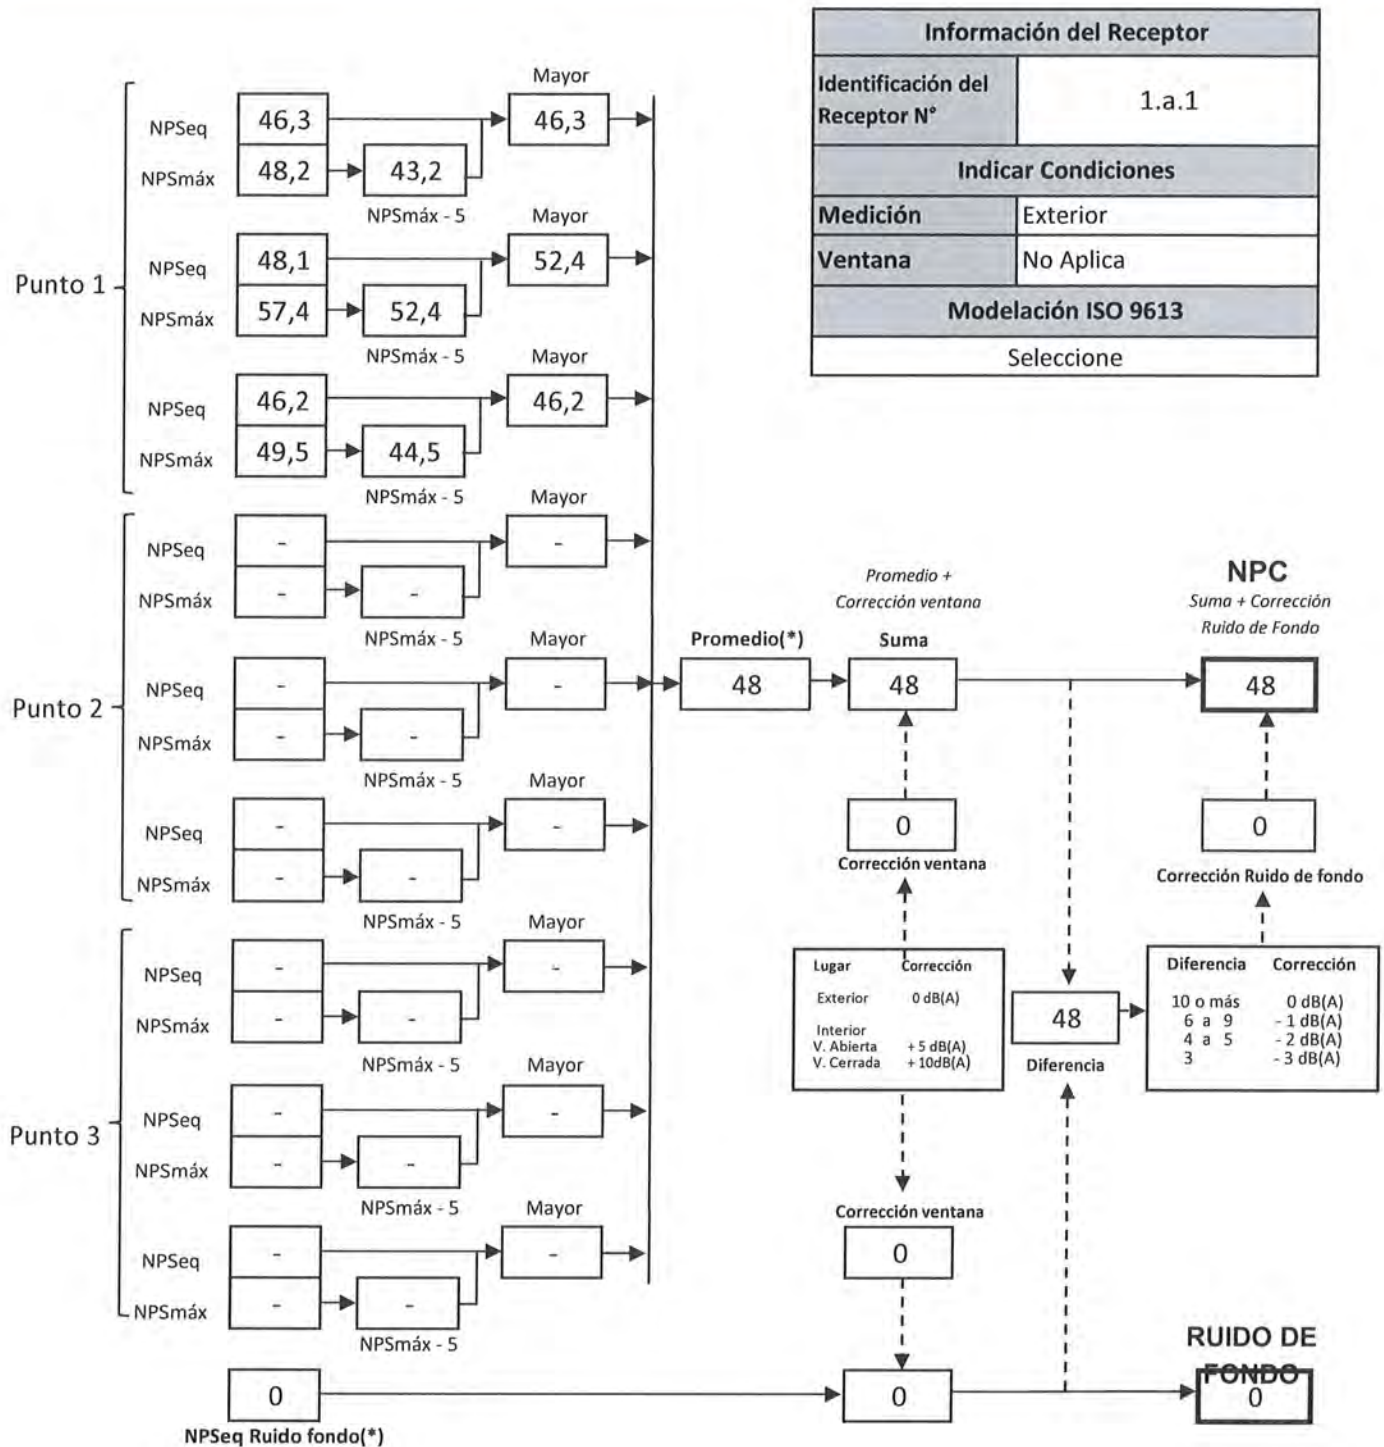 Información del Receptor
Identificación del Receptor N°
1.a.1
Indicar Condiciones
Medición
Exterior
Ventana
No Aplica
Modelación ISO 9613
Seleccione
Punto 1
Mayor
NPSeq
46,3
46,3
NPSmáx
48,2
43,2
NPSmáx - 5
Mayor
NPSeq
48,1
52,4
NPSmáx
57,4
52,4
NPSmáx - 5
Mayor
NPSeq
46,2
46,2
NPSmáx
49,5
44,5
NPSmáx - 5
Punto 2
Mayor
NPSeq
-
-
NPSmáx
-
-
NPSmáx - 5
Mayor
NPSeq
-
-
NPSmáx
-
-
NPSmáx - 5
Mayor
NPSeq
-
-
NPSmáx
-
-
NPSmáx - 5
Punto 3
Mayor
NPSeq
-
-
NPSmáx
-
-
NPSmáx - 5
Mayor
NPSeq
-
-
NPSmáx
-
-
NPSmáx - 5
Mayor
NPSeq
-
-
NPSmáx
-
-
NPSmáx - 5
0
NPSeq Ruido fondo(*)
Promedio(*)
48
Promedio +
Corrección ventana
Suma
48
0
Corrección ventana
Lugar Corrección
Exterior 0 dB(A)
Interior
V. Abierta + 5 dB(A)
V. Cerrada + 10dB(A)
Corrección ventana
0
0
48
Diferencia
NPC
Suma + Corrección
Ruido de Fondo
48
0
Corrección Ruido de fondo
Diferencia Corrección
10 o más 0 dB(A)
6 a 9 - 1 dB(A)
4 a 5 - 2 dB(A)
3 - 3 dB(A)
RUIDO DE
FONDO
0